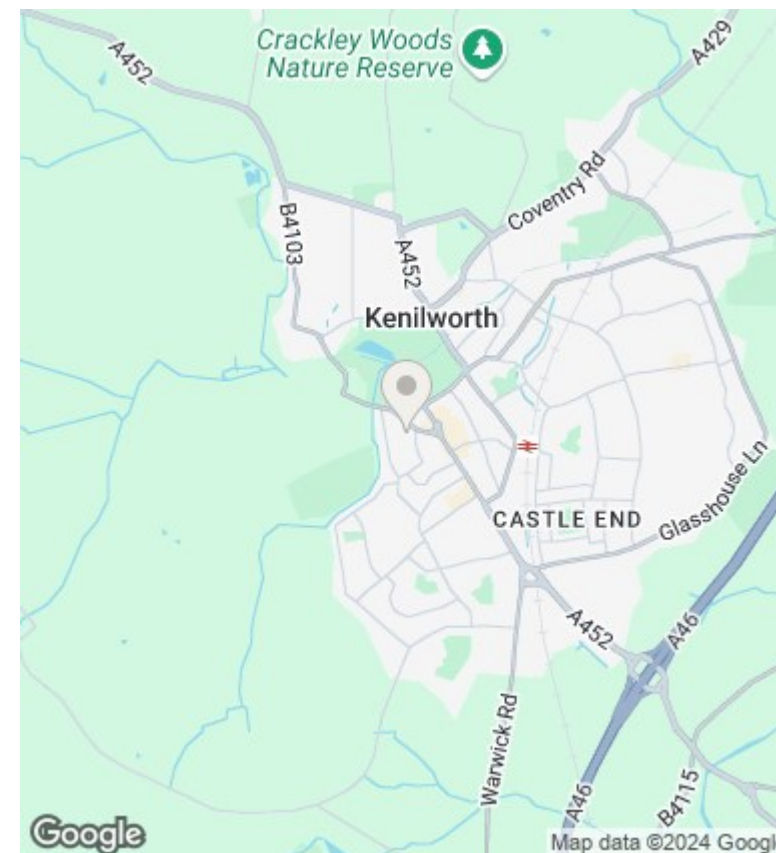 Crackley Woods
Nature Reserve
A452
A429
Coventry Rd
B4103
A452
Kenilworth
Glasshouse Ln
CASTLE END
A452
A46
Warwick Rd
A46
B4115
Google
Map data ©2024 Googl